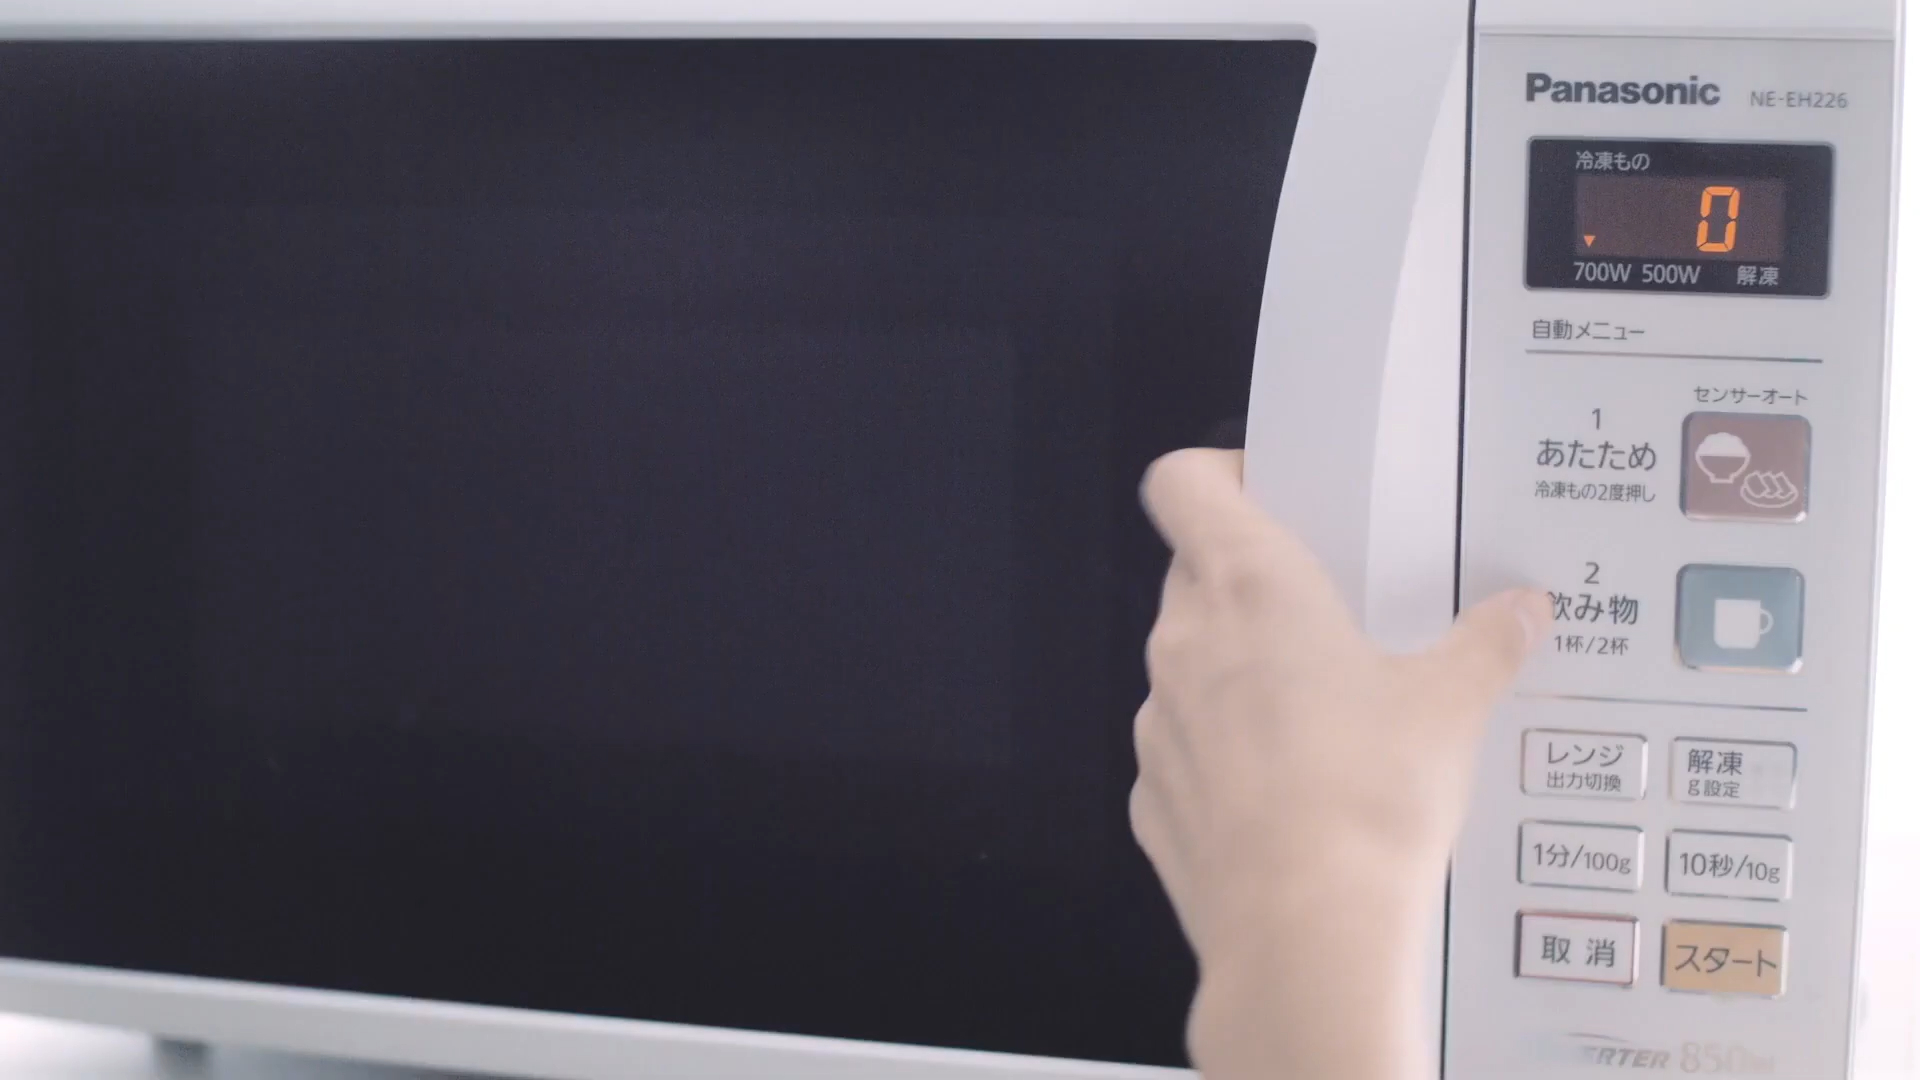 Panasonic NE-EH226
冷凍もの
0
700W 500W 解凍
自動メニュー
センサーオート
1
あたため
冷凍もの2度押し
2
飲み物
1杯/2杯
レンジ
出力切換
解凍
g設定
1分/100g
10秒/10g
取消
スタート
850